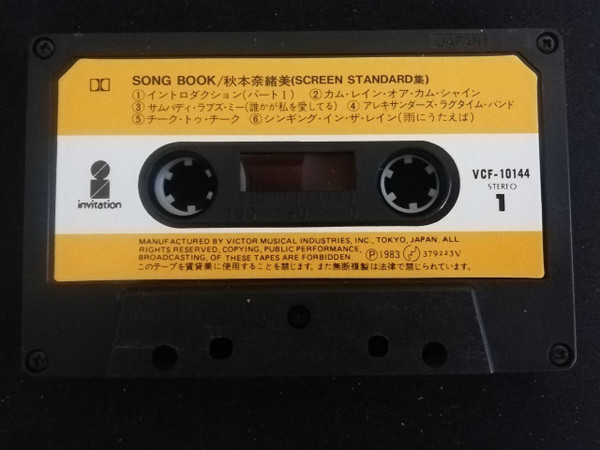 JAPAN
SONG BOOK/秋本奈緒美(SCREEN STANDARD集)
①イントロダクション(パート1) ②カム・レイン・オア・カム・シャイン
③サムバディ・ラブズ・ミー(誰かが私を愛してる) ④アレキサンダーズ・ラグタイム・バンド
⑤チーク・トゥ・チーク ⑥シンギング・イン・ザ・レイン(雨にうたえば)
invitation
VCF-10144
STEREO
1
100 50 0
MANUFACTURED BY VICTOR MUSICAL INDUSTRIES, INC., TOKYO, JAPAN. ALL
RIGHTS RESERVED, COPYING, PUBLIC PERFORMANCE,
BROADCASTING, OF THESE TAPES ARE FORBIDDEN. Ⓟ1983 379223V
このテープを賃貸業に使用することを禁じます。また無断複製は法律で禁じられています。